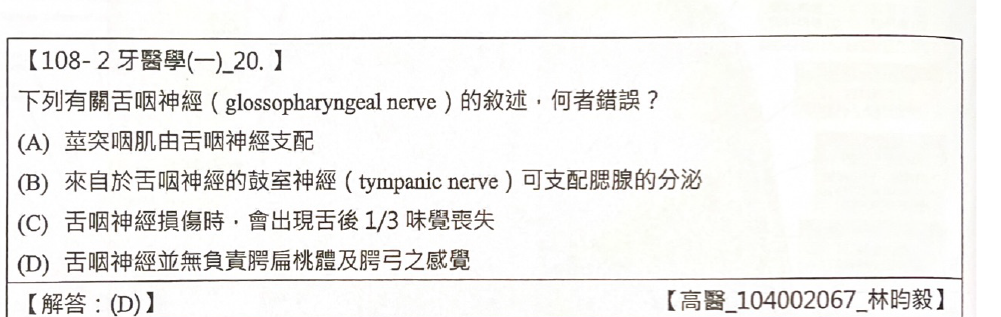 【108- 2 牙醫學(一)_20. 】
下列有關舌咽神經（glossopharyngeal nerve）的敘述，何者錯誤？
(A) 莖突咽肌由舌咽神經支配
(B) 來自於舌咽神經的鼓室神經（tympanic nerve）可支配腮腺的分泌
(C) 舌咽神經損傷時，會出現舌後 1/3 味覺喪失
(D) 舌咽神經並無負責腭扁桃體及腭弓之感覺
【解答：(D)】 【高醫_104002067_林昀毅】